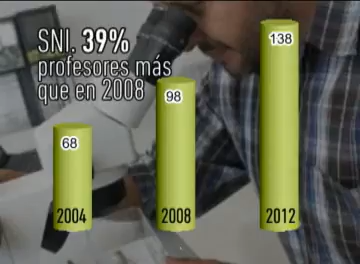 SNI. 39%
profesores más
que en 2008
138
98
68
2004 2008 2012